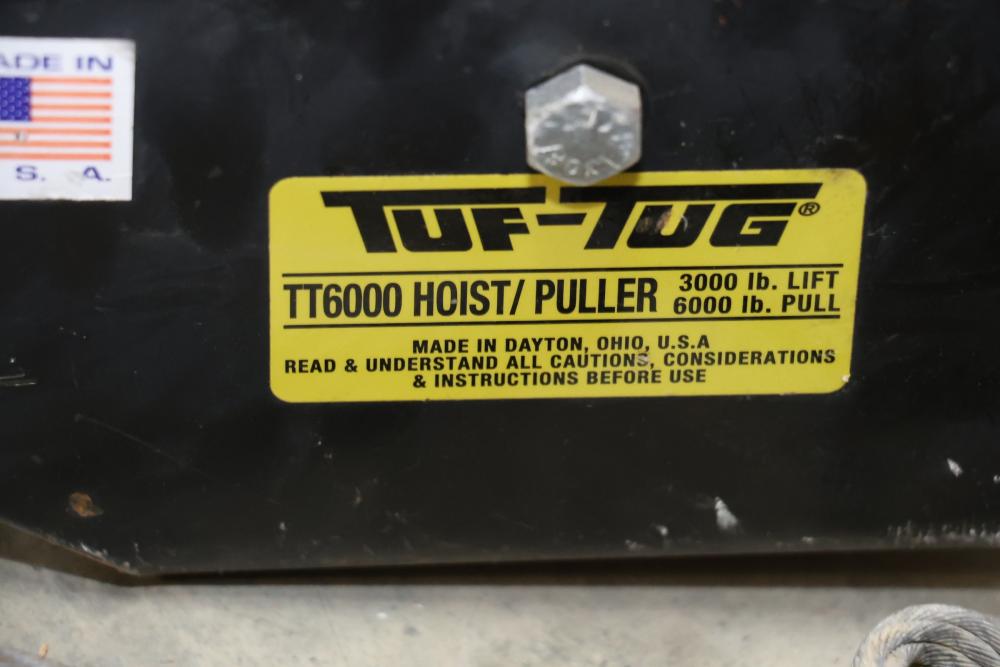 ADE IN
S. A.
TUF-TUG®
TT6000 HOIST/ PULLER
3000 lb. LIFT
6000 lb. PULL
MADE IN DAYTON, OHIO, U.S.A
READ & UNDERSTAND ALL CAUTIONS, CONSIDERATIONS
& INSTRUCTIONS BEFORE USE